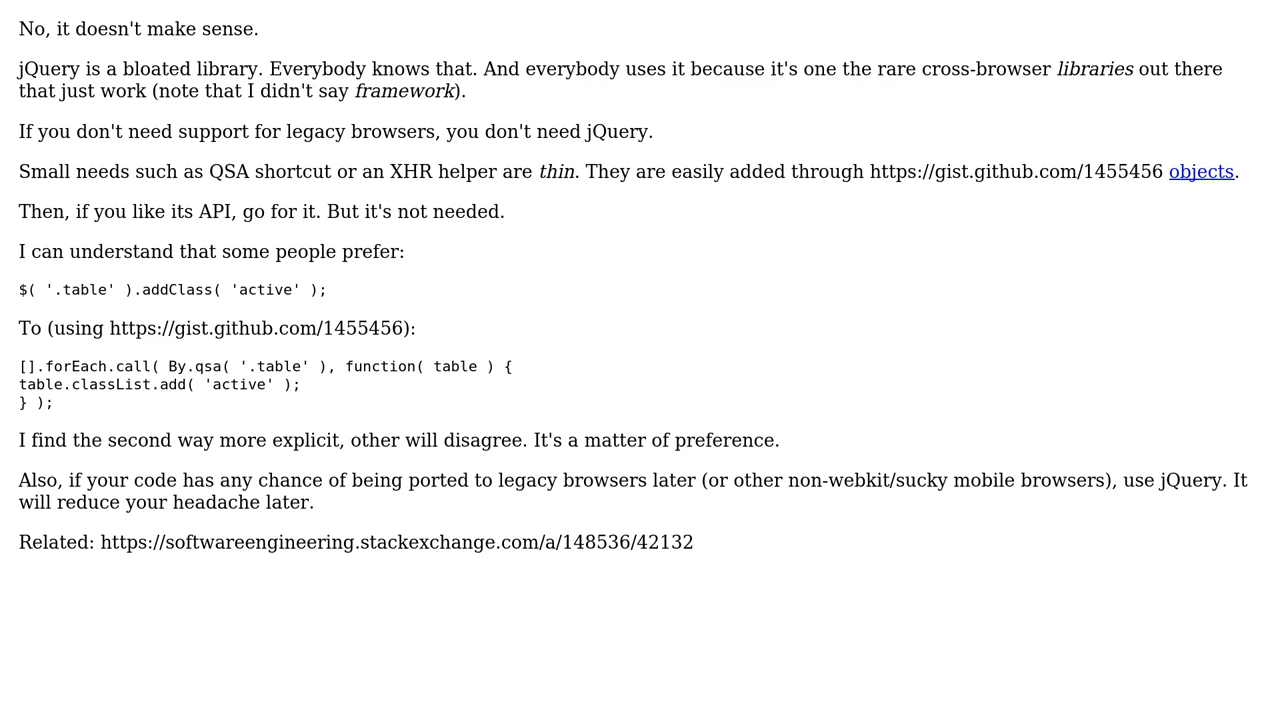 No, it doesn't make sense.
jQuery is a bloated library. Everybody knows that. And everybody uses it because it's one the rare cross-browser libraries out there
that just work (note that I didn't say framework).
If you don't need support for legacy browsers, you don't need jQuery.
Small needs such as QSA shortcut or an XHR helper are thin. They are easily added through https://gist.github.com/1455456 objects.
Then, if you like its API, go for it. But it's not needed.
I can understand that some people prefer:
$( '.table' ).addClass( 'active' );
To (using https://gist.github.com/1455456):
[].forEach.call( By.qsa( '.table' ), function( table ) {
table.classList.add( 'active' );
} );
I find the second way more explicit, other will disagree. It's a matter of preference.
Also, if your code has any chance of being ported to legacy browsers later (or other non-webkit/sucky mobile browsers), use jQuery. It
will reduce your headache later.
Related: https://softwareengineering.stackexchange.com/a/148536/42132